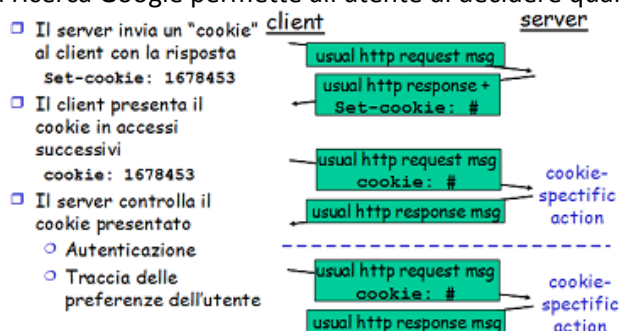 ricerca Google permette all'utente di decidere qual
Il server invia un "cookie"
al client con la risposta
Set-cookie: 1678453
Il client presenta il
cookie in accessi
successivi
cookie: 1678453
Il server controlla il
cookie presentato
Autenticazione
Traccia delle
preferenze dell'utente
client
server
usual http request msg
usual http response +
Set-cookie: #
usual http request msg
cookie: #
usual http response msg
cookie-
spectific
action
usual http request msg
cookie: #
usual http response msg
cookie-
spectific
action